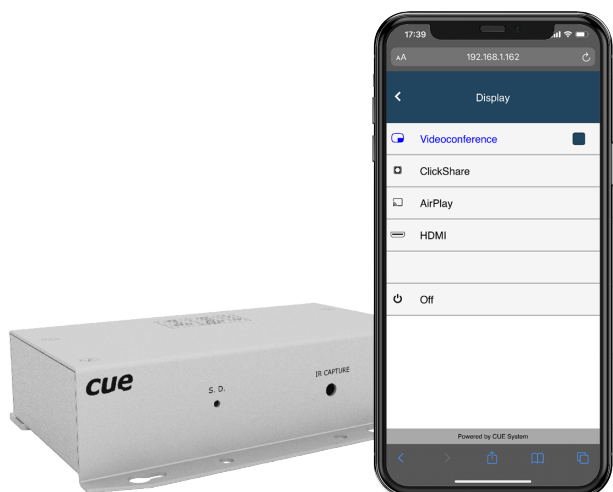 17:39
AA
192.168.1.162
Display
Videoconference
ClickShare
AirPlay
HDMI
Off
Powered by CUE System
cue
S. D.
IR CAPTURE